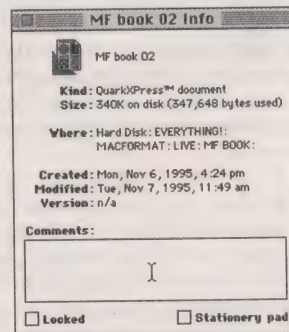 MF book 02 Info
MF book 02
Kind: QuarkXPress™ document
Size: 340K on disk (347,648 bytes used)
Where: Hard Disk: EVERYTHING!:
MACFORMAT: LIVE: MF BOOK:
Created: Mon, Nov 6, 1995, 4:24 pm
Modified: Tue, Nov 7, 1995, 11:49 am
Version: n/a
Comments:
Locked
Stationery pad